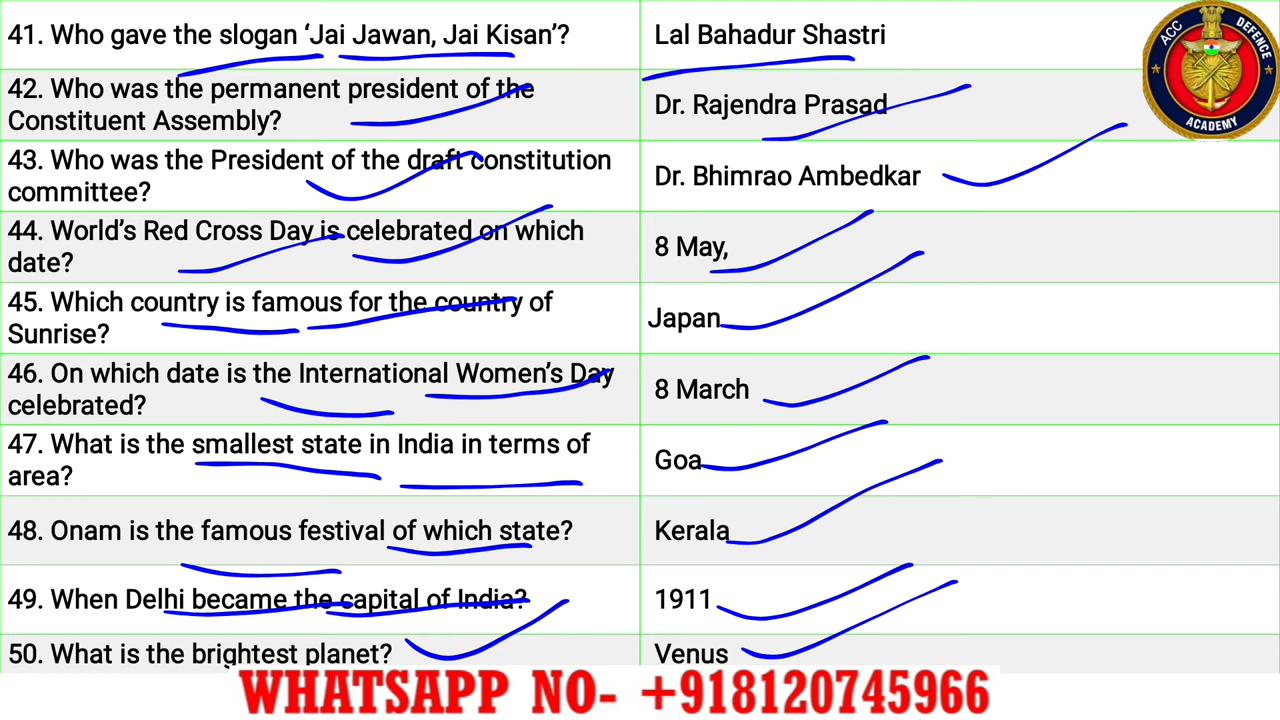 41. Who gave the slogan ‘Jai Jawan, Jai Kisan’?
Lal Bahadur Shastri
42. Who was the permanent president of the
Constituent Assembly?
Dr. Rajendra Prasad
43. Who was the President of the draft constitution
committee?
Dr. Bhimrao Ambedkar
44. World’s Red Cross Day is celebrated on which
date?
8 May,
45. Which country is famous for the country of
Sunrise?
Japan
46. On which date is the International Women’s Day
celebrated?
8 March
47. What is the smallest state in India in terms of
area?
Goa
48. Onam is the famous festival of which state?
Kerala
49. When Delhi became the capital of India?
1911
50. What is the brightest planet?
Venus
WHATSAPP NO- +918120745966
ACC DEFENCE
ACADEMY